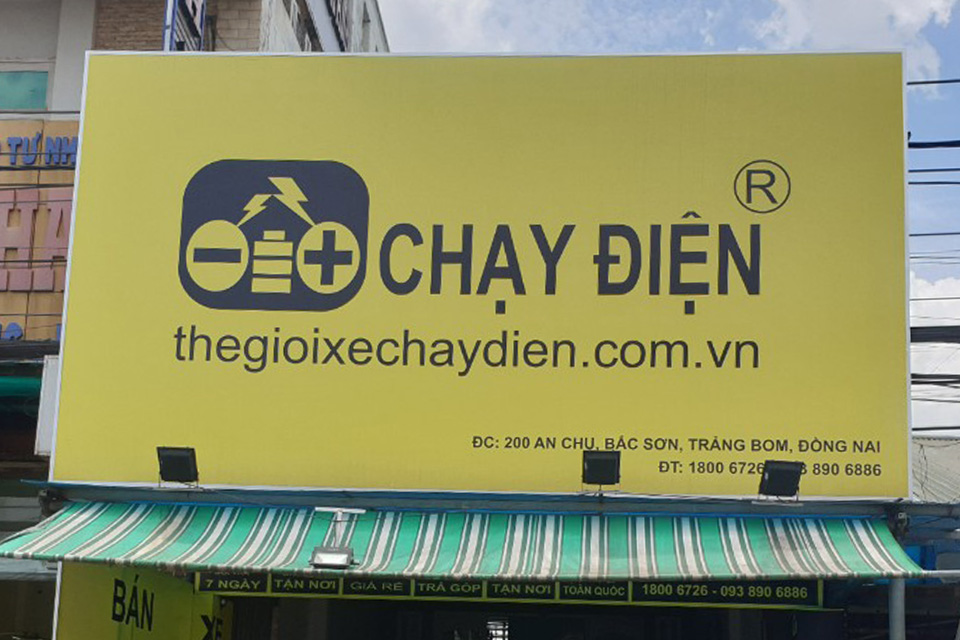 TƯ NH
®
CHẠY ĐIỆN
thegioixechaydien.com.vn
ĐC: 200 AN CHU, BẮC SƠN, TRẢNG BOM, ĐỒNG NAI
ĐT: 1800 6726 890 6886
7 NGÀY TẬN NƠI GIÁ RẺ TRẢ GÓP TẬN NƠI TOÀN QUỐC 1800 6726 - 093 890 6886
BÁN
XE